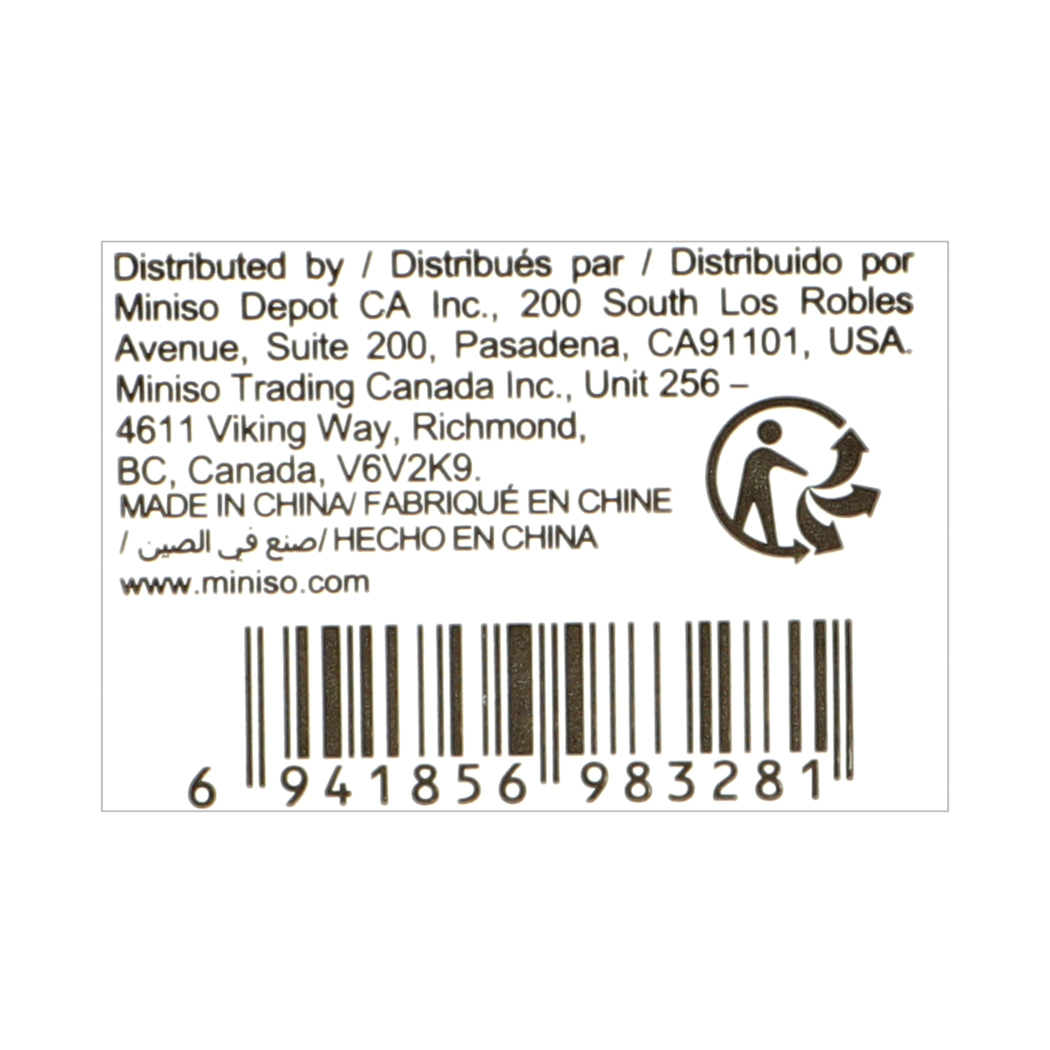 Distributed by / Distribués par / Distribuido por
Miniso Depot CA Inc., 200 South Los Robles
Avenue, Suite 200, Pasadena, CA91101, USA.
Miniso Trading Canada Inc., Unit 256 –
4611 Viking Way, Richmond,
BC, Canada, V6V2K9.
MADE IN CHINA/ FABRIQUÉ EN CHINE
/ صنع في الصين/ HECHO EN CHINA
www.miniso.com
6 941856 983281